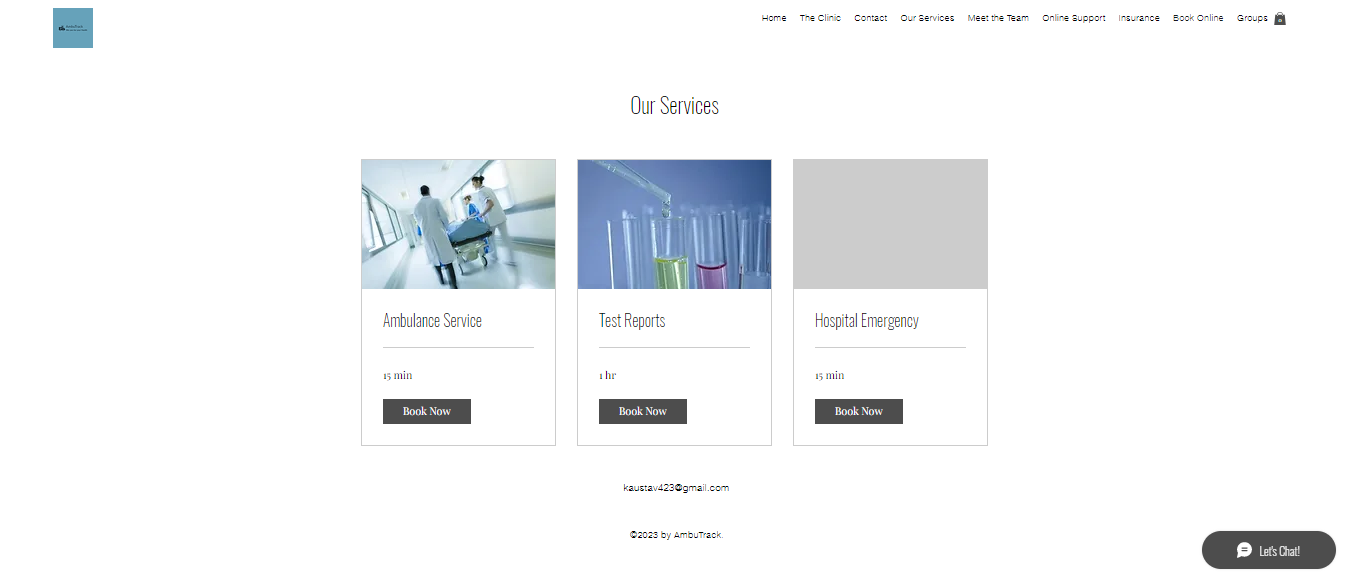 AmbuTrack
Home The Clinic Contact Our Services Meet the Team Online Support Insurance Book Online Groups
Our Services
Ambulance Service
15 min
Book Now
Test Reports
1 hr
Book Now
Hospital Emergency
15 min
Book Now
kaustav423@gmail.com
©2023 by AmbuTrack.
Let's Chat!